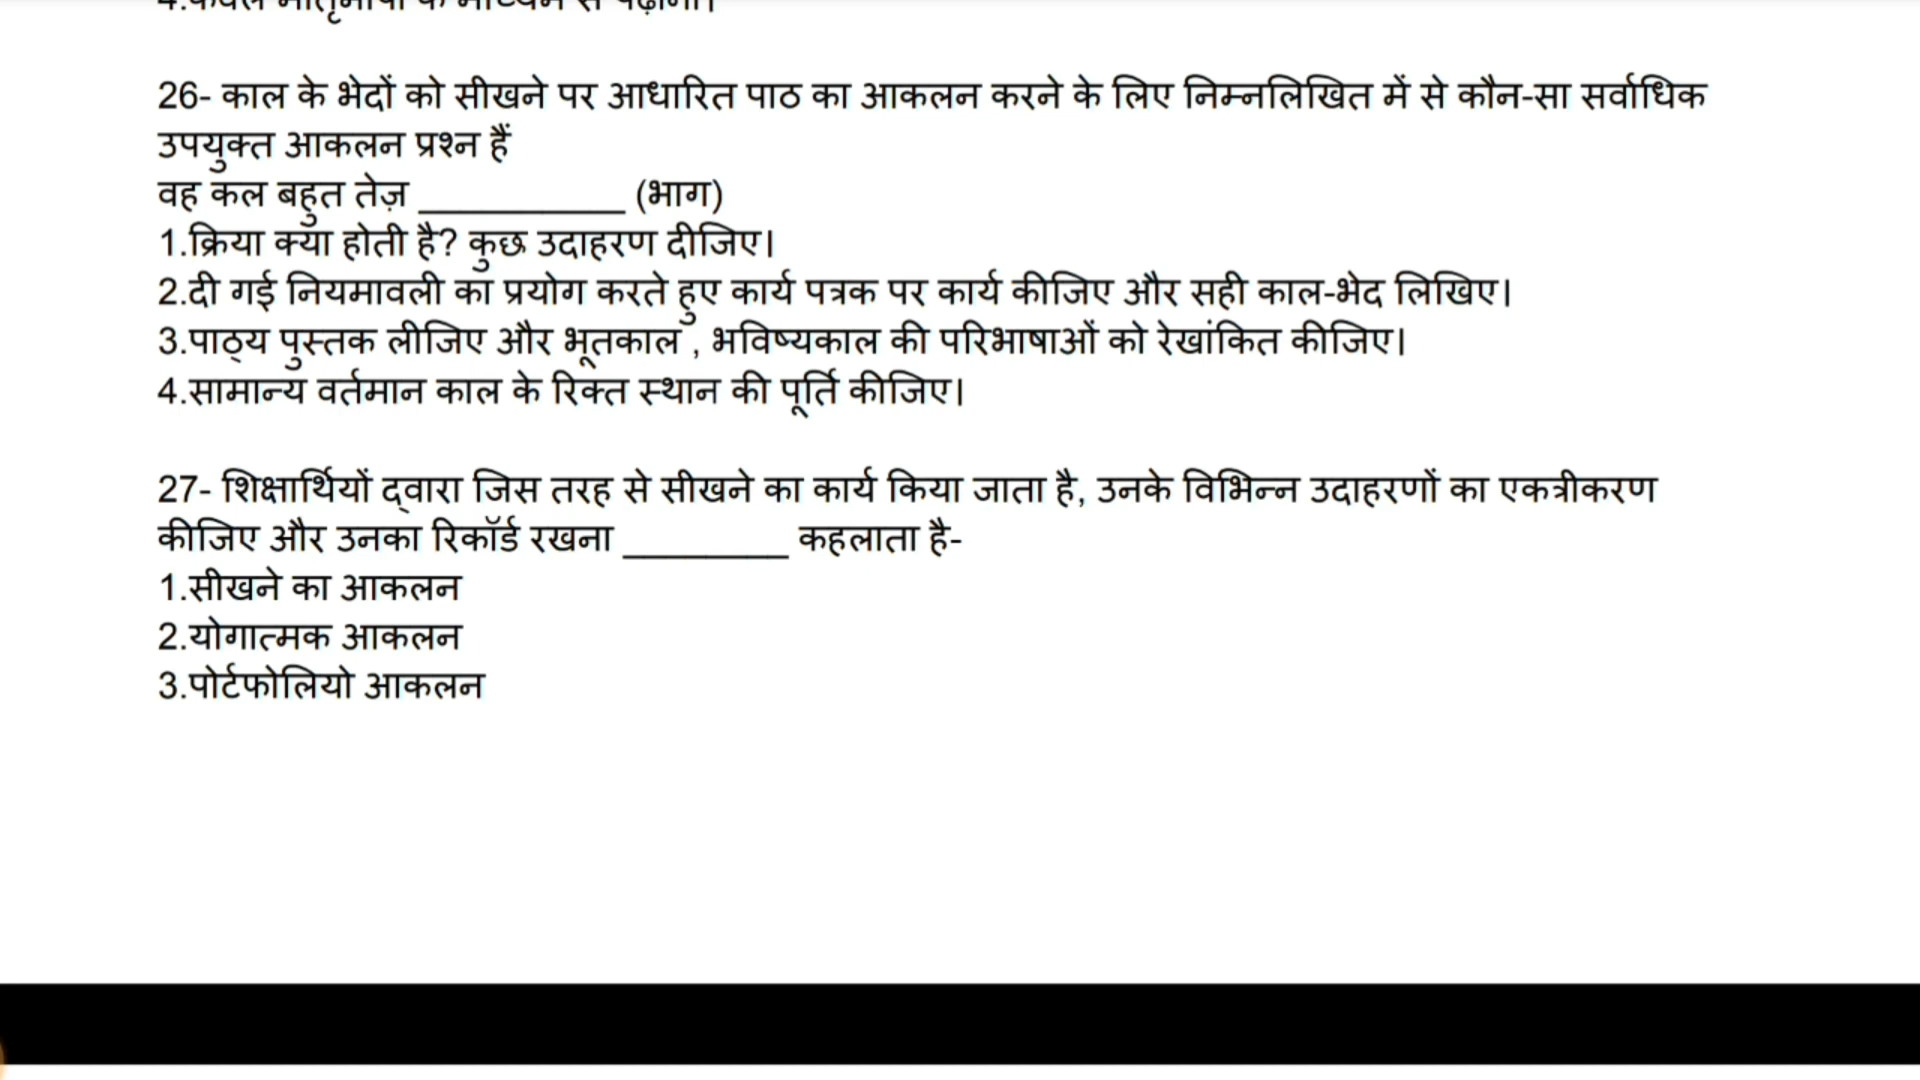 26- काल के भेदों को सीखने पर आधारित पाठ का आकलन करने के लिए निम्नलिखित में से कौन-सा सर्वाधिक
उपयुक्त आकलन प्रश्न हैं
वह कल बहुत तेज़ __________ (भाग)
1.क्रिया क्या होती है? कुछ उदाहरण दीजिए।
2.दी गई नियमावली का प्रयोग करते हुए कार्य पत्रक पर कार्य कीजिए और सही काल-भेद लिखिए।
3.पाठ्य पुस्तक लीजिए और भूतकाल , भविष्यकाल की परिभाषाओं को रेखांकित कीजिए।
4.सामान्य वर्तमान काल के रिक्त स्थान की पूर्ति कीजिए।
27- शिक्षार्थियों द्वारा जिस तरह से सीखने का कार्य किया जाता है, उनके विभिन्न उदाहरणों का एकत्रीकरण
कीजिए और उनका रिकॉर्ड रखना ________ कहलाता है-
1.सीखने का आकलन
2.योगात्मक आकलन
3.पोर्टफोलियो आकलन